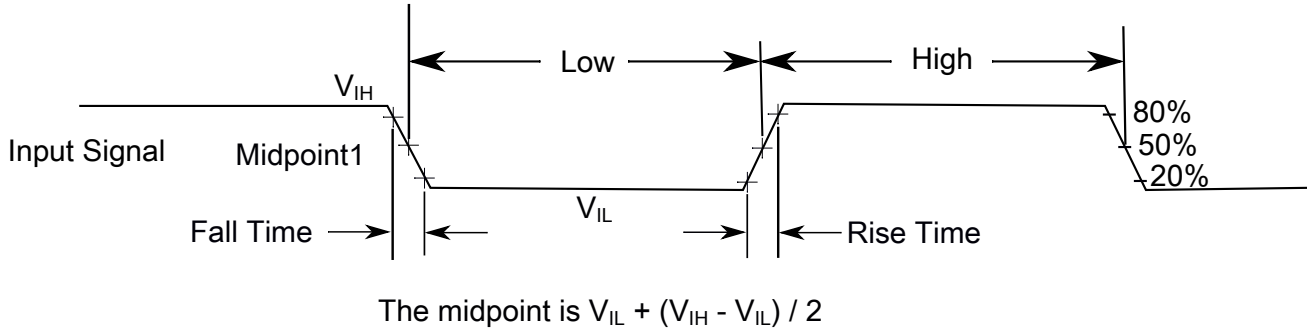 Low
High
V_IH
80%
Input Signal
Midpoint1
50%
20%
V_IL
Fall Time
Rise Time
The midpoint is V_IL + (V_IH - V_IL) / 2